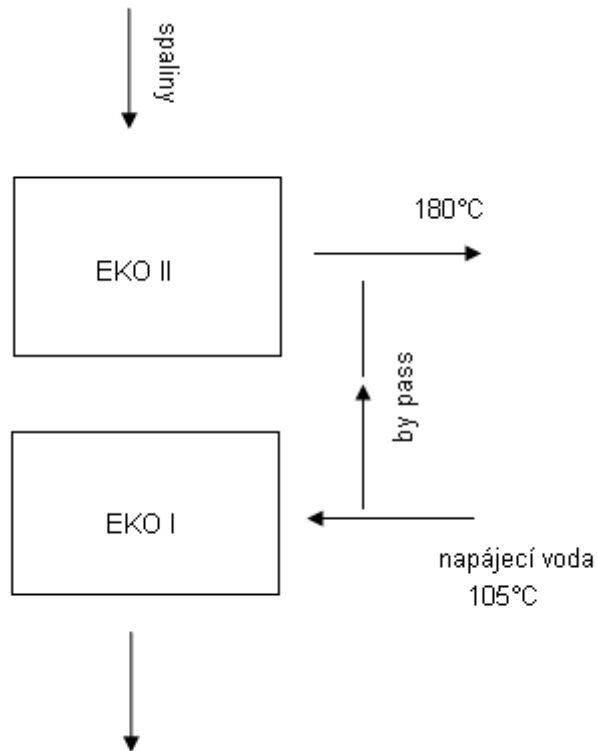 spaliny
180°C
EKO II
by pass
EKO I
napájecí voda
105°C